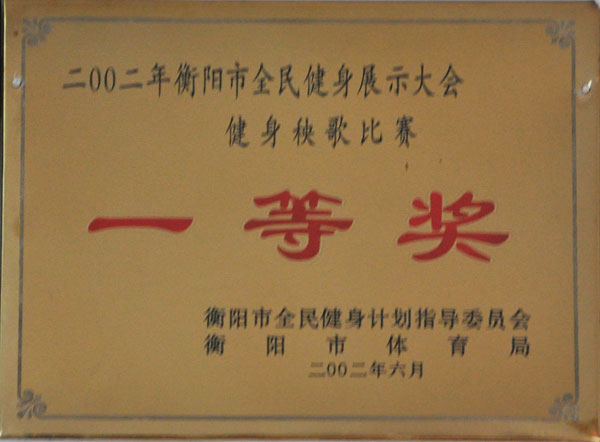 二00二年衡阳市全民健身展示大会
健身秧歌比赛
一等奖
衡阳市全民健身计划指导委员会
衡阳市体育局
二00二年六月